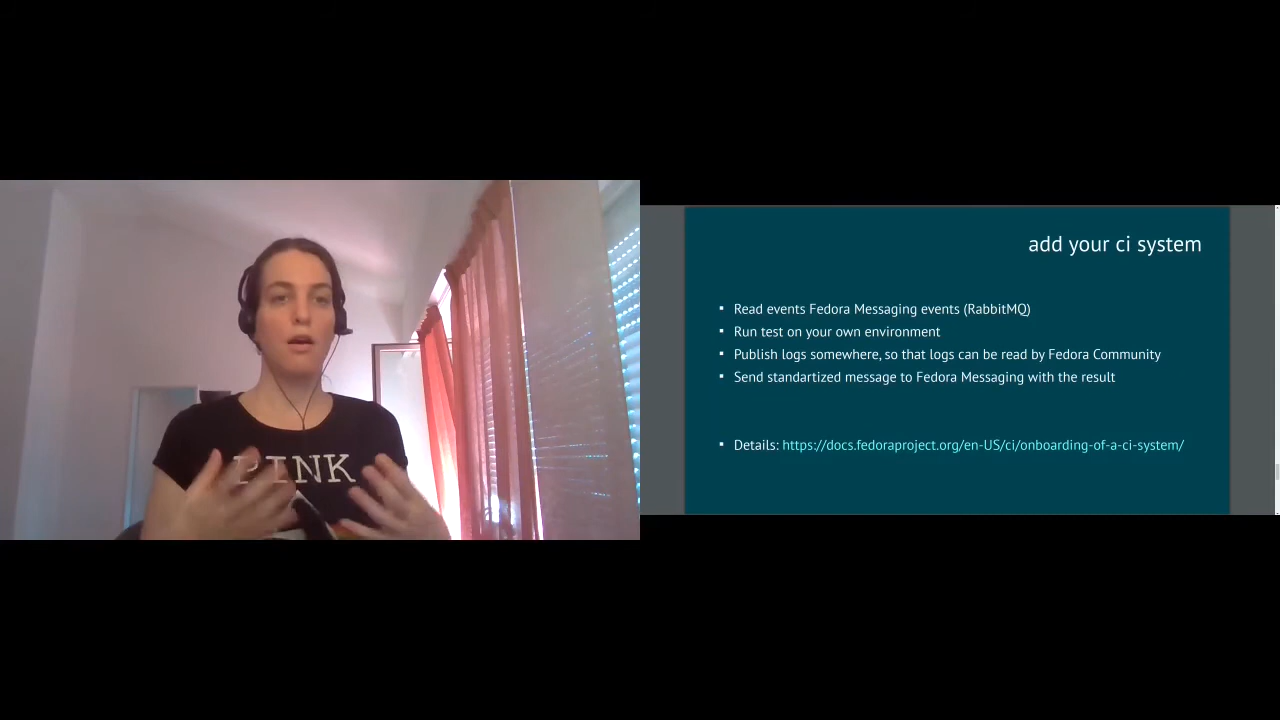 PINK
add your ci system
▪ Read events Fedora Messaging events (RabbitMQ)
▪ Run test on your own environment
▪ Publish logs somewhere, so that logs can be read by Fedora Community
▪ Send standartized message to Fedora Messaging with the result
▪ Details: https://docs.fedoraproject.org/en-US/ci/onboarding-of-a-ci-system/